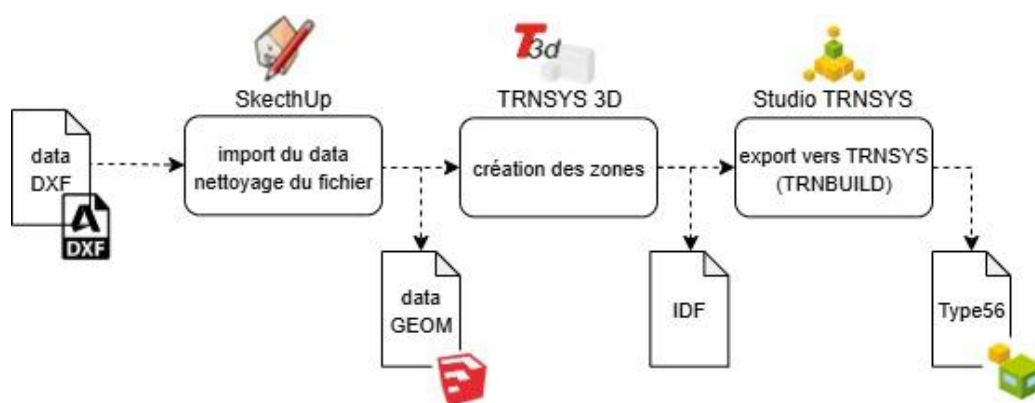 SkecthUp
TRNSYS 3D
Studio TRNSYS
T3d
data
DXF
DXF
import du data
nettoyage du fichier
création des zones
export vers TRNSYS
(TRNBUILD)
data
GEOM
IDF
Type56